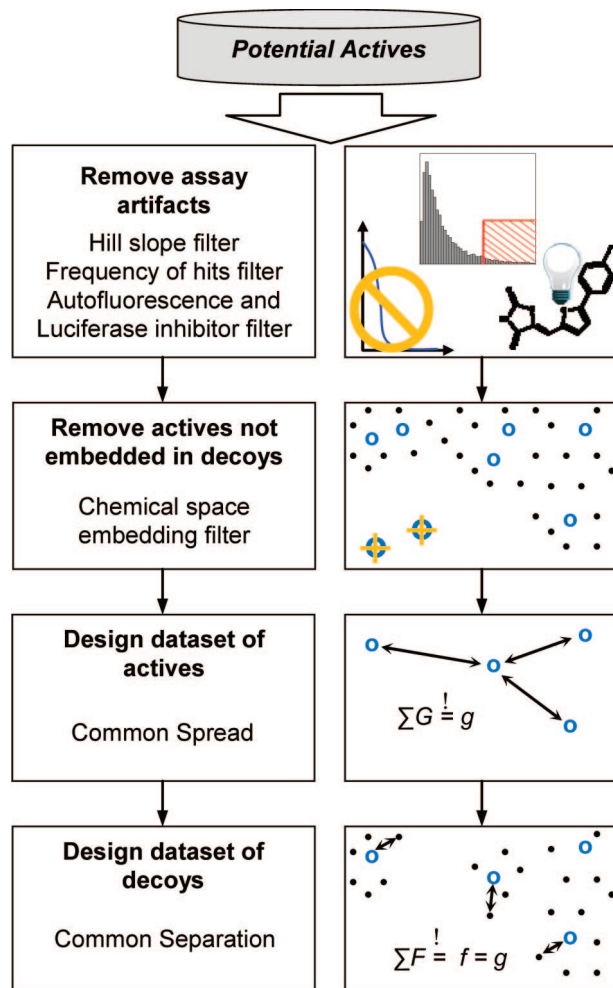 Potential Actives
Remove assay
artifacts
Hill slope filter
Frequency of hits filter
Autofluorescence and
Luciferase inhibitor filter
Remove actives not
embedded in decoys
Chemical space
embedding filter
Design dataset of
actives
Common Spread
!
∑G = g
Design dataset of
decoys
Common Separation
!
∑F = f = g